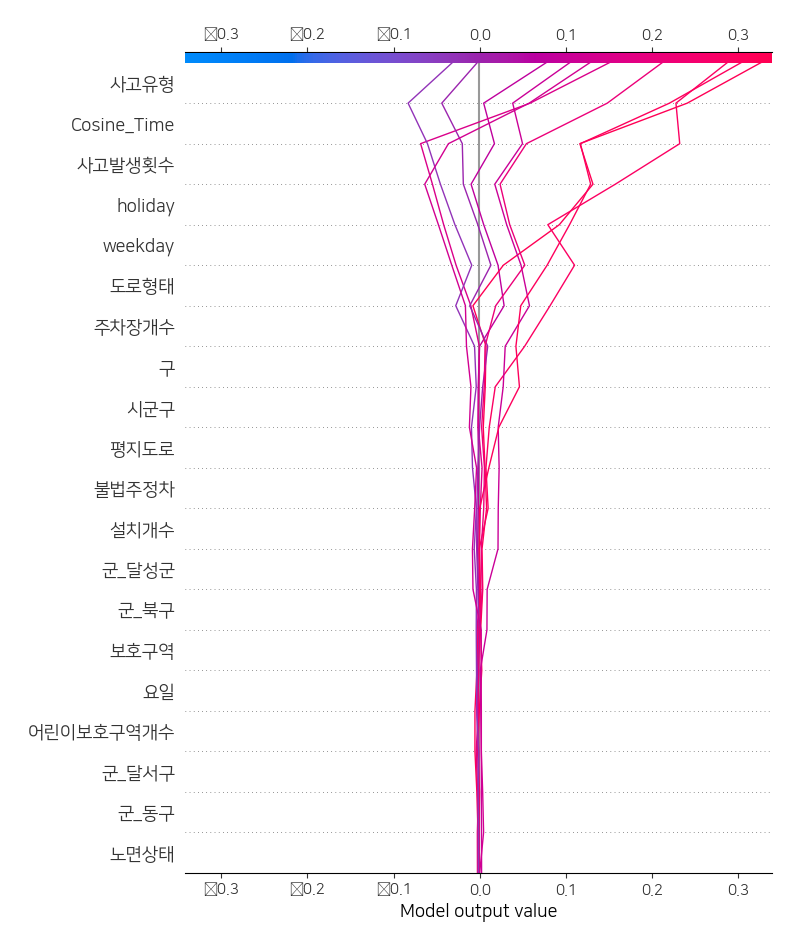 ☒0.3 ☒0.2 ☒0.1 0.0 0.1 0.2 0.3
사고유형
Cosine_Time
사고발생횟수
holiday
weekday
도로형태
주차장개수
구
시군구
평지도로
불법주정차
설치개수
군_달성군
군_북구
보호구역
요일
어린이보호구역개수
군_달서구
군_동구
노면상태
☒0.3 ☒0.2 ☒0.1 0.0 0.1 0.2 0.3
Model output value